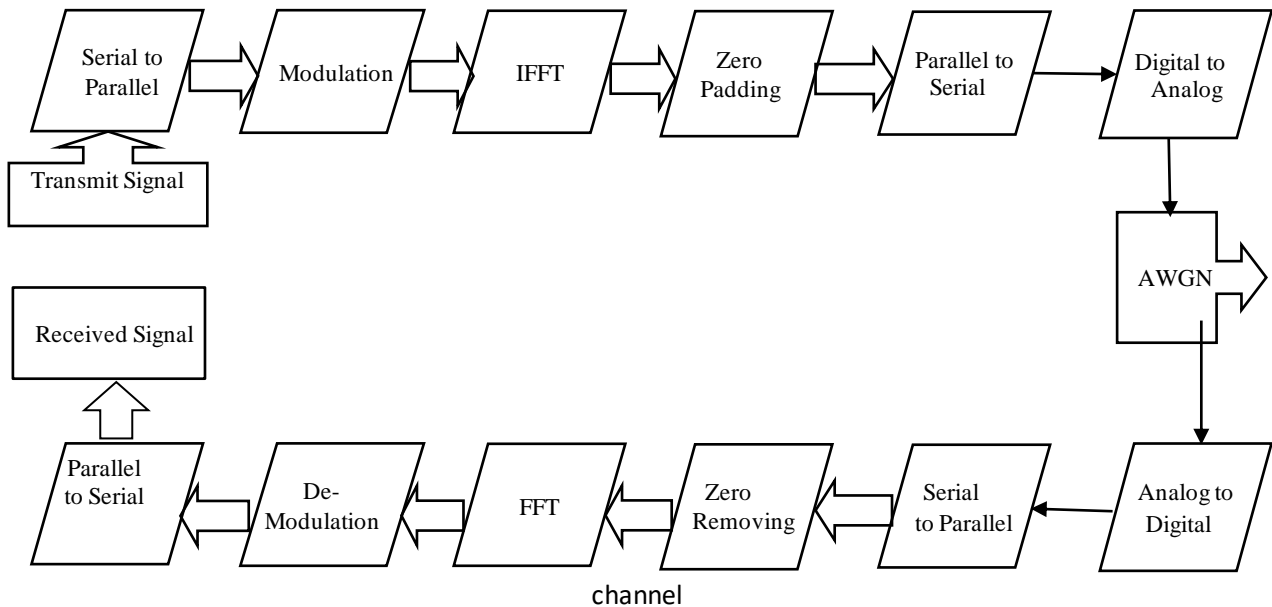 Serial to
Parallel
Modulation
IFFT
Zero
Padding
Parallel to
Serial
Digital to
Analog
Transmit Signal
AWGN
Received Signal
Parallel
to Serial
De-
Modulation
FFT
Zero
Removing
Serial
to Parallel
Analog to
Digital
channel